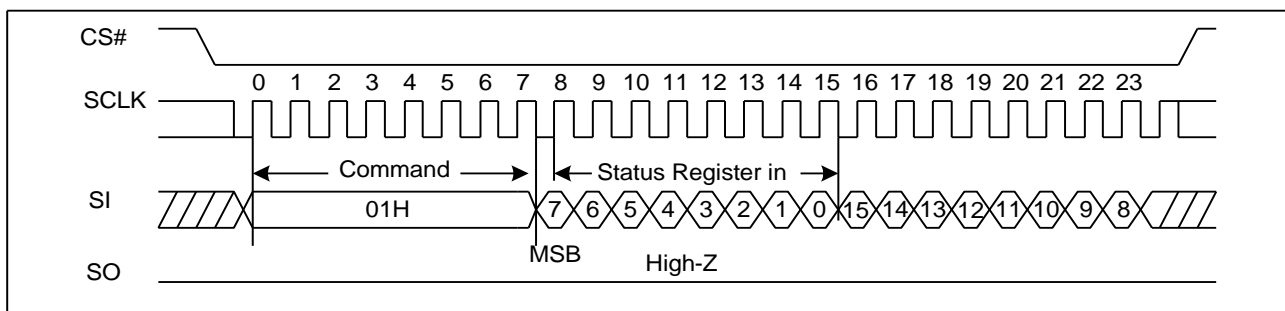 CS#
0 1 2 3 4 5 6 7 8 9 10 11 12 13 14 15 16 17 18 19 20 21 22 23
SCLK
Command Status Register in
SI 01H 7 6 5 4 3 2 1 0 15 14 13 12 11 10 9 8
MSB High-Z
SO